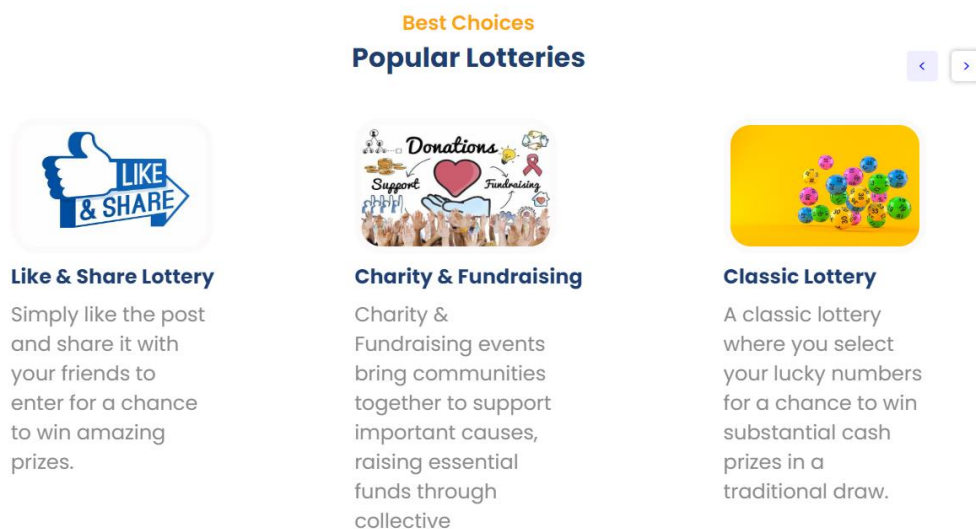 Best Choices
Popular Lotteries
LIKE
& SHARE
Donations
Support
Fundraising
Like & Share Lottery
Simply like the post
and share it with
your friends to
enter for a chance
to win amazing
prizes.
Charity & Fundraising
Charity &
Fundraising events
bring communities
together to support
important causes,
raising essential
funds through
collective
Classic Lottery
A classic lottery
where you select
your lucky numbers
for a chance to win
substantial cash
prizes in a
traditional draw.